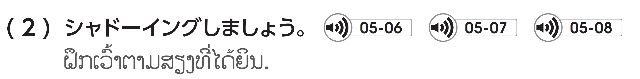 (2) シャドーイングしましょう。 05-06 05-07 05-08
ຝຶກເວົ້າຕາມສຽງທີ່ໄດ້ຍິນ.